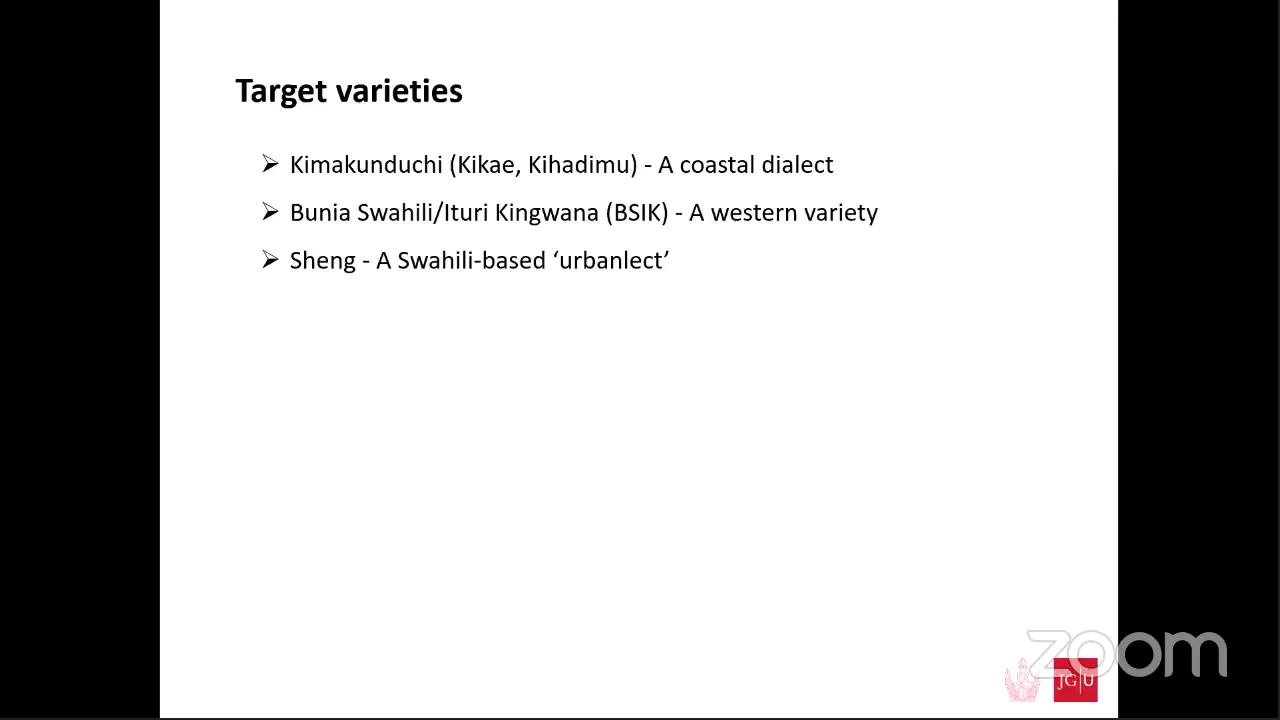 Target varieties
➢ Kimakunduchi (Kikae, Kihadimu) - A coastal dialect
➢ Bunia Swahili/Ituri Kingwana (BSIK) - A western variety
➢ Sheng - A Swahili-based ‘urbanlect’
zoom
JG|U